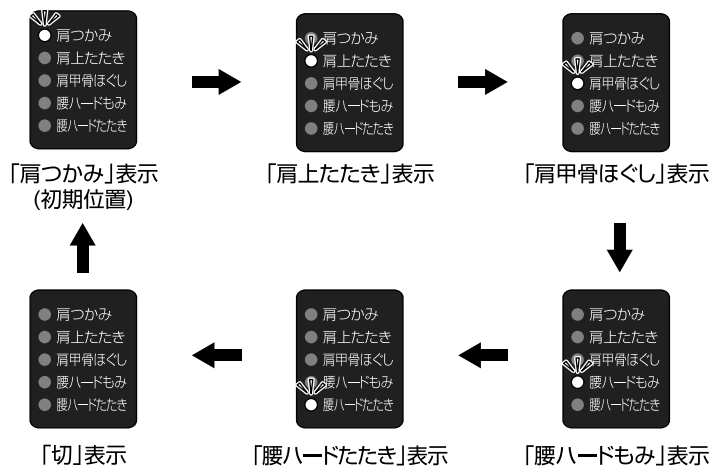 肩つかみ
肩上たたき
肩甲骨ほぐし
腰ハードもみ
腰ハードたたき
「肩つかみ」表示
(初期位置)
肩つかみ
肩上たたき
肩甲骨ほぐし
腰ハードもみ
腰ハードたたき
「肩上たたき」表示
肩つかみ
肩上たたき
肩甲骨ほぐし
腰ハードもみ
腰ハードたたき
「肩甲骨ほぐし」表示
肩つかみ
肩上たたき
肩甲骨ほぐし
腰ハードもみ
腰ハードたたき
「腰ハードもみ」表示
肩つかみ
肩上たたき
肩甲骨ほぐし
腰ハードもみ
腰ハードたたき
「腰ハードたたき」表示
肩つかみ
肩上たたき
肩甲骨ほぐし
腰ハードもみ
腰ハードたたき
「切」表示